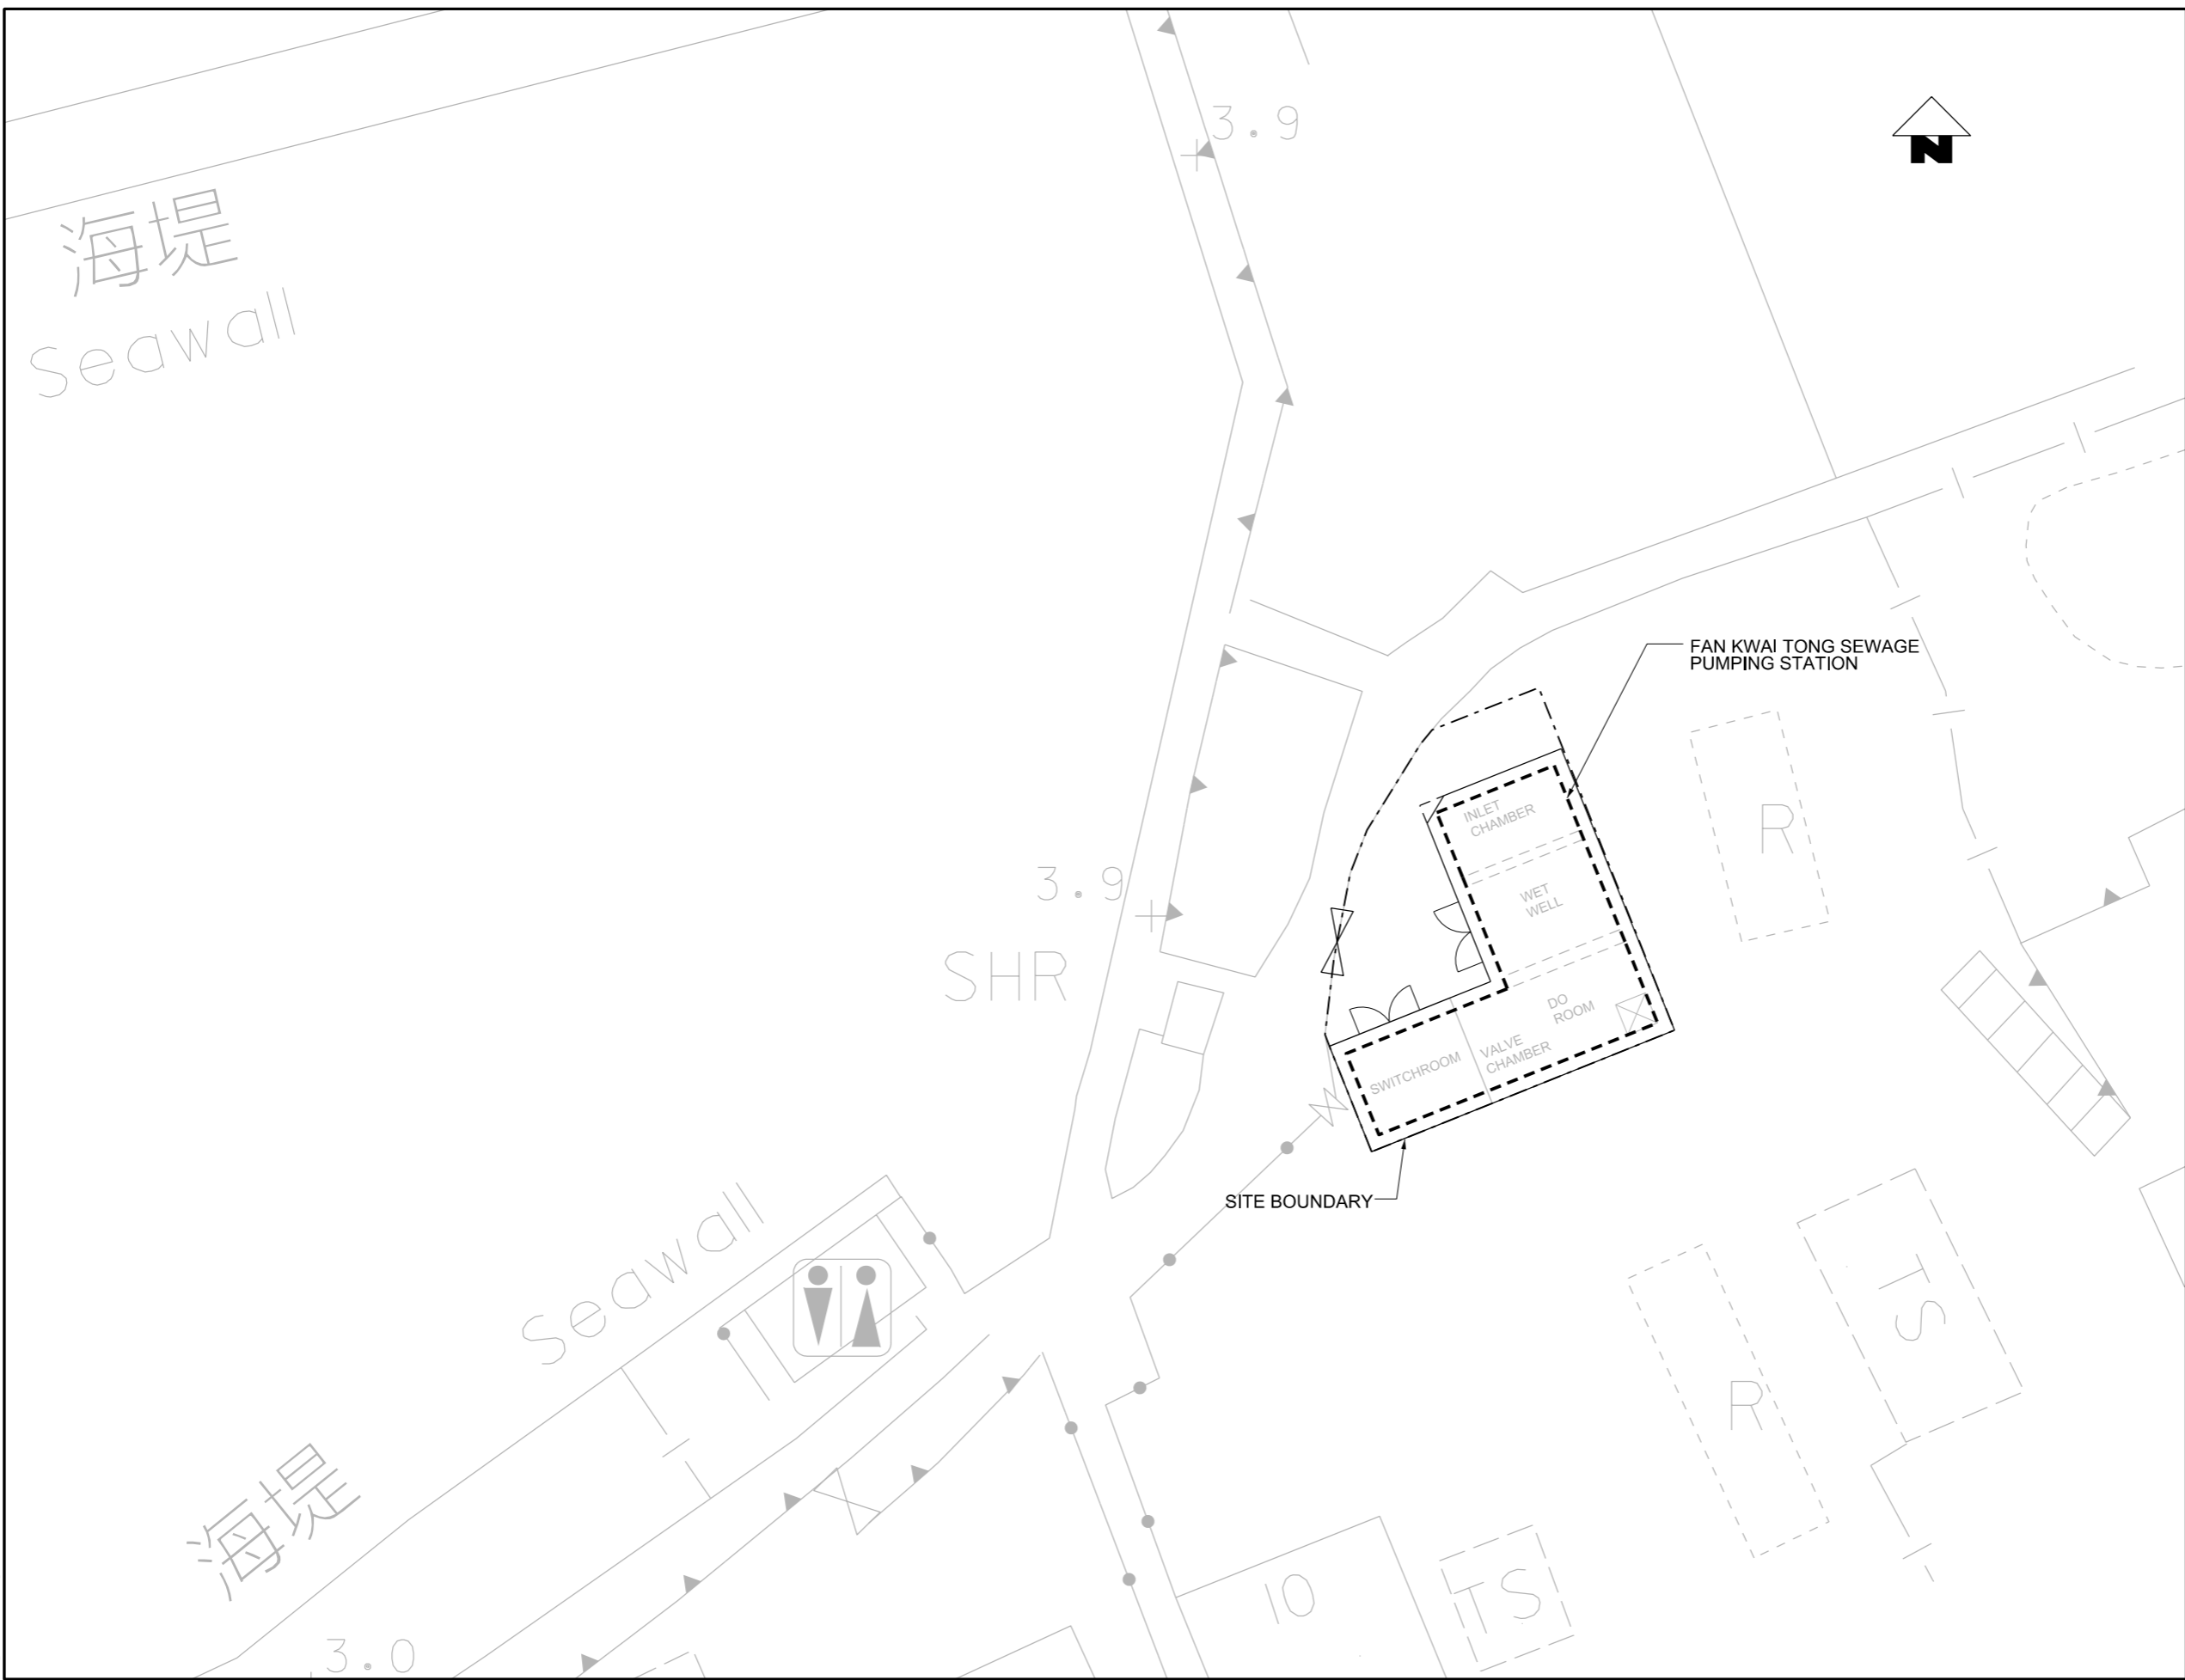 3.9
N
海堤
Seawall
FAN KWAI TONG SEWAGE
PUMPING STATION
INLET
CHAMBER
R
3.9
WET
WELL
SHR
DO
ROOM
VALVE
CHAMBER
SWITCHROOM
SITE BOUNDARY
Seawall
TS
R
海堤
10
TS
3.0